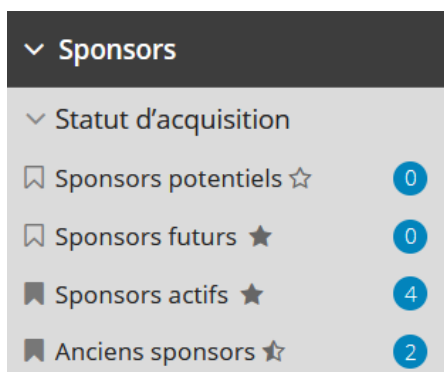 Sponsors
Statut d’acquisition
Sponsors potentiels 0
Sponsors futurs 0
Sponsors actifs 4
Anciens sponsors 2